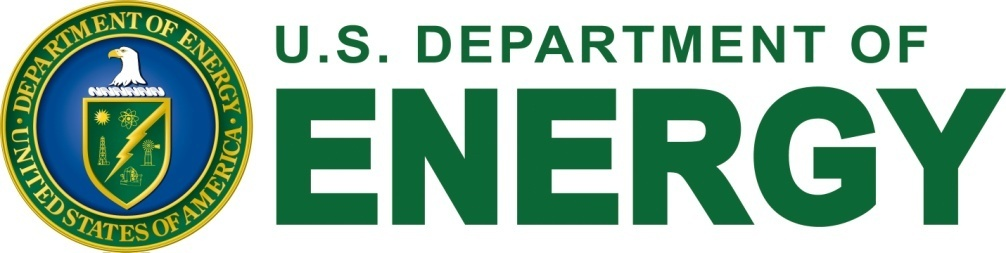 · DEPARTMENT OF ENERGY ·
UNITED STATES OF AMERICA
U.S. DEPARTMENT OF
ENERGY